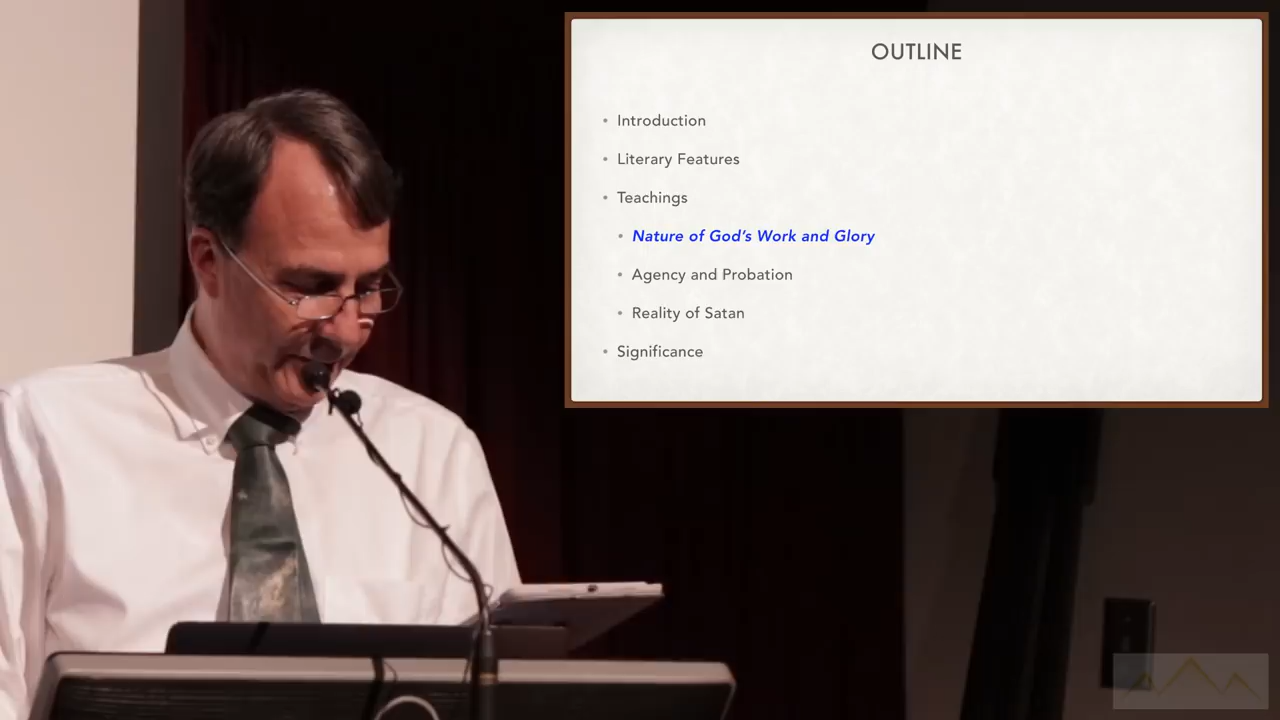 OUTLINE
• Introduction
• Literary Features
• Teachings
• Nature of God's Work and Glory
• Agency and Probation
• Reality of Satan
• Significance